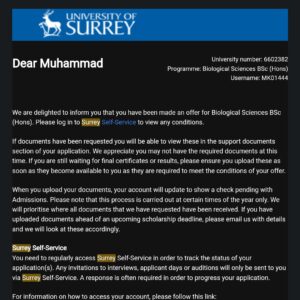 UNIVERSITY OF
SURREY
Dear Muhammad
University number: 6602382
Programme: Biological Sciences BSc (Hons)
Username: MK01444
We are delighted to inform you that you have been made an offer for Biological Sciences BSc
(Hons). Please log in to Surrey Self-Service to view any conditions.
If documents have been requested you will be able to view these in the support documents
section of your application. We appreciate you may not have the required documents at this
time. If you are still waiting for final certificates or results, please ensure you upload these as
soon as they become available to you as they are required to meet the conditions of your offer.
When you upload your documents, your account will update to show a check pending with
Admissions. Please note that this process is carried out at certain times of the year only. We
will prioritise where all documents that we have requested have been received. If you have
uploaded documents ahead of an upcoming scholarship deadline, please email us with details
and we will look at these accordingly.
Surrey Self-Service
You need to regularly access Surrey Self-Service in order to track the status of your
application(s). Any invitations to interviews, applicant days or auditions will only be sent to you
via Surrey Self-Service. A response is often required in order to progress your application.
For information on how to access your account, please follow this link: